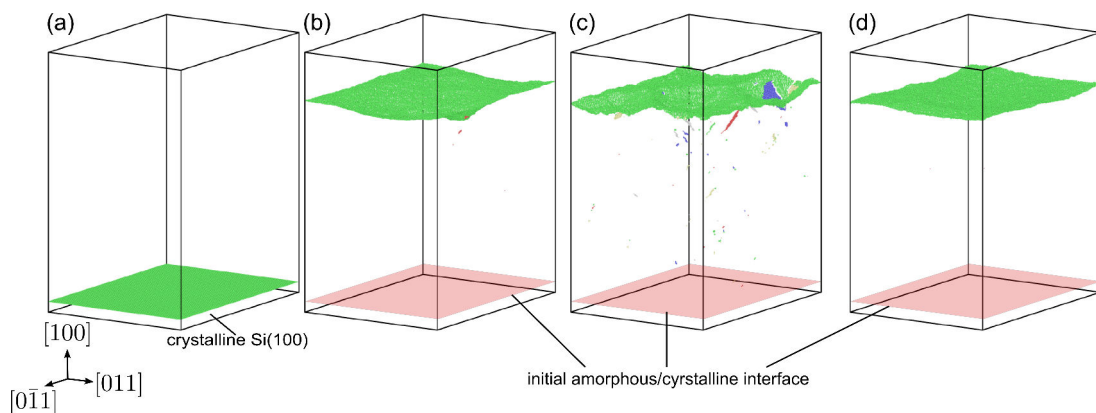 (a) (b) (c) (d)
crystalline Si(100)
[100]
[011]
[01̄1]
initial amorphous/cyrstalline interface